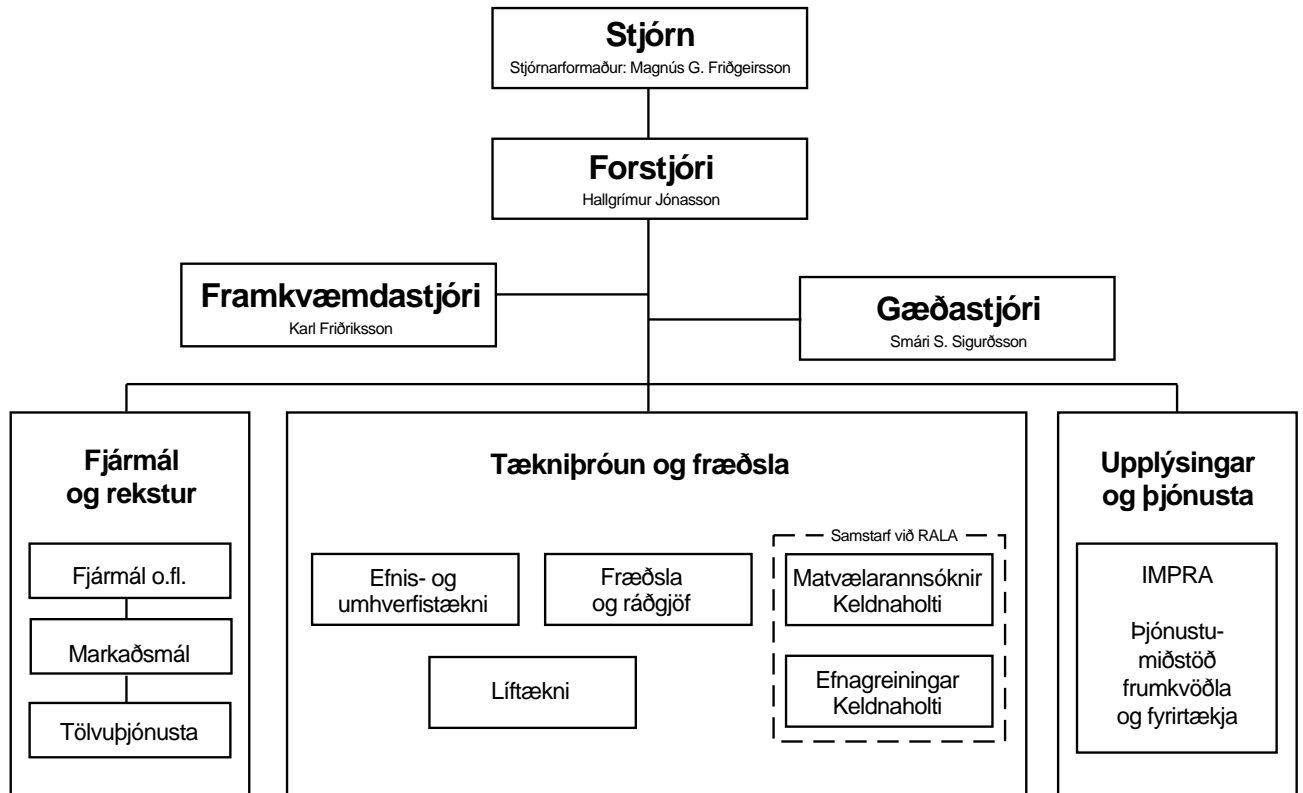 Stjórn
Stjórnarformaður: Magnús G. Friðgeirsson
Forstjóri
Hallgrímur Jónasson
Framkvæmdastjóri
Karl Friðriksson
Gæðastjóri
Smári S. Sigurðsson
Fjármál
og rekstur
Fjármál o.fl.
Markaðsmál
Tölvuþjónusta
Tækniþróun og fræðsla
Efnis- og
umhverfistækni
Fræðsla
og ráðgjöf
Líftækni
Samstarf við RALA
Matvælarannsóknir
Keldnaholti
Efnagreiningar
Keldnaholti
Upplýsingar
og þjónusta
IMPRA
Þjónustu-
miðstöð
frumkvöðla
og fyrirtækja